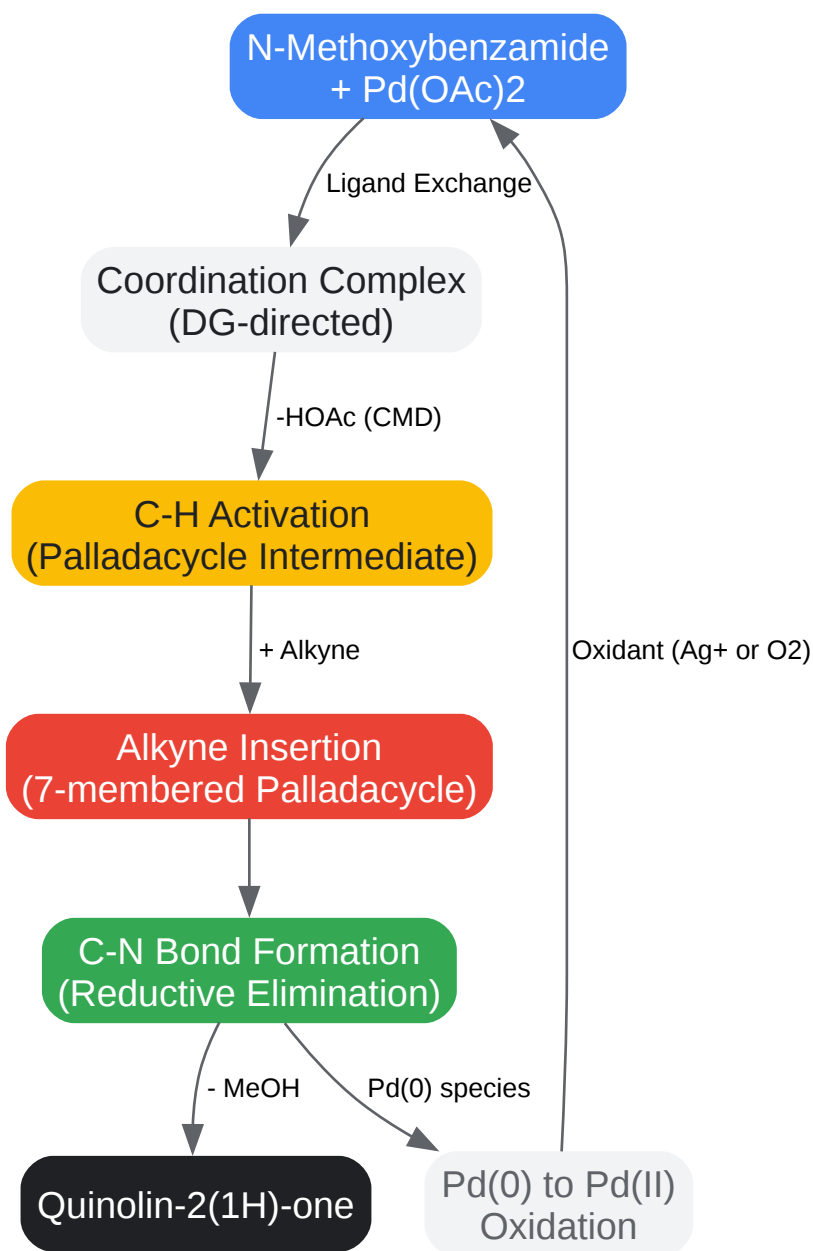 N-Methoxybenzamide
+ Pd(OAc)2
Ligand Exchange
Coordination Complex
(DG-directed)
-HOAc (CMD)
C-H Activation
(Palladacycle Intermediate)
+ Alkyne
Oxidant (Ag+ or O2)
Alkyne Insertion
(7-membered Palladacycle)
C-N Bond Formation
(Reductive Elimination)
- MeOH
Pd(0) species
Quinolin-2(1H)-one
Pd(0) to Pd(II)
Oxidation